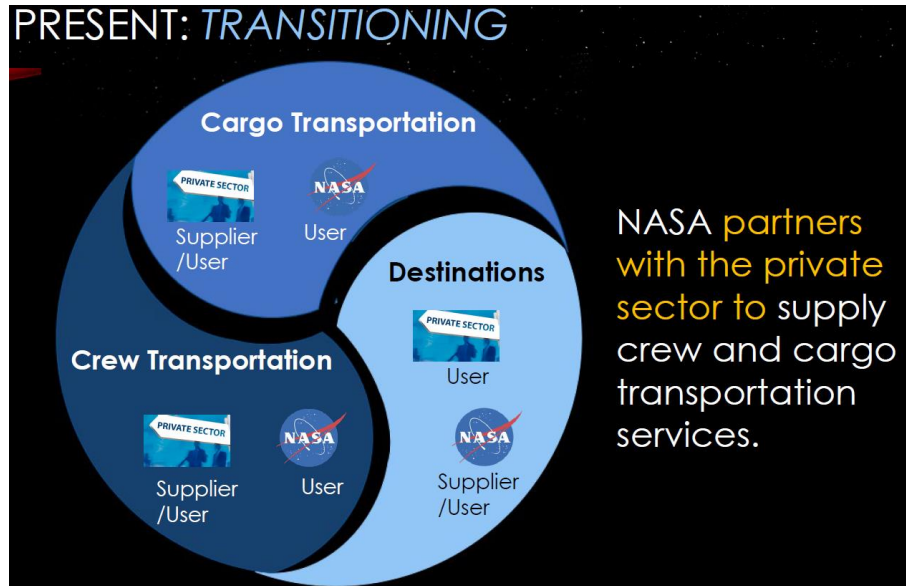 PRESENT: TRANSITIONING
Cargo Transportation
PRIVATE SECTOR
NASA
Supplier
/User
User
Destinations
PRIVATE SECTOR
User
NASA
Supplier
/User
Crew Transportation
PRIVATE SECTOR
NASA
Supplier
/User
User
NASA partners
with the private
sector to supply
crew and cargo
transportation
services.